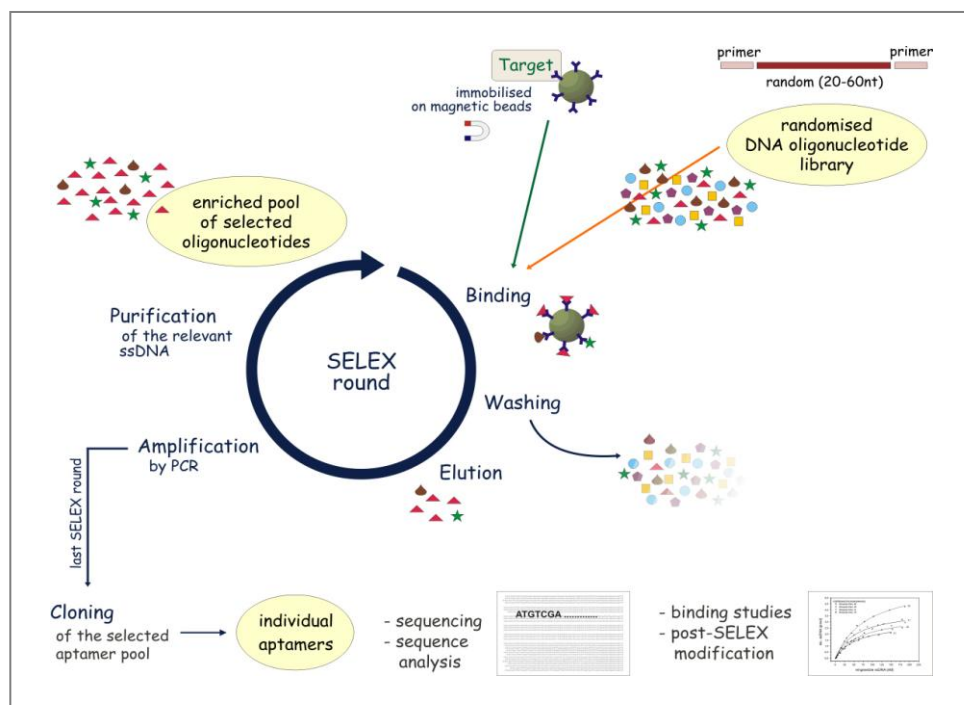 primer
primer
random (20-60nt)
Target
immobilised
on magnetic beads
randomised
DNA oligonucleotide
library
enriched pool
of selected
oligonucleotides
Binding
Purification
of the relevant
ssDNA
SELEX
round
Washing
Amplification
by PCR
Elution
last SELEX round
Cloning
of the selected
aptamer pool
individual
aptamers
- sequencing
- sequence
analysis
ATGTCGA ..............
- binding studies
- post-SELEX
modification